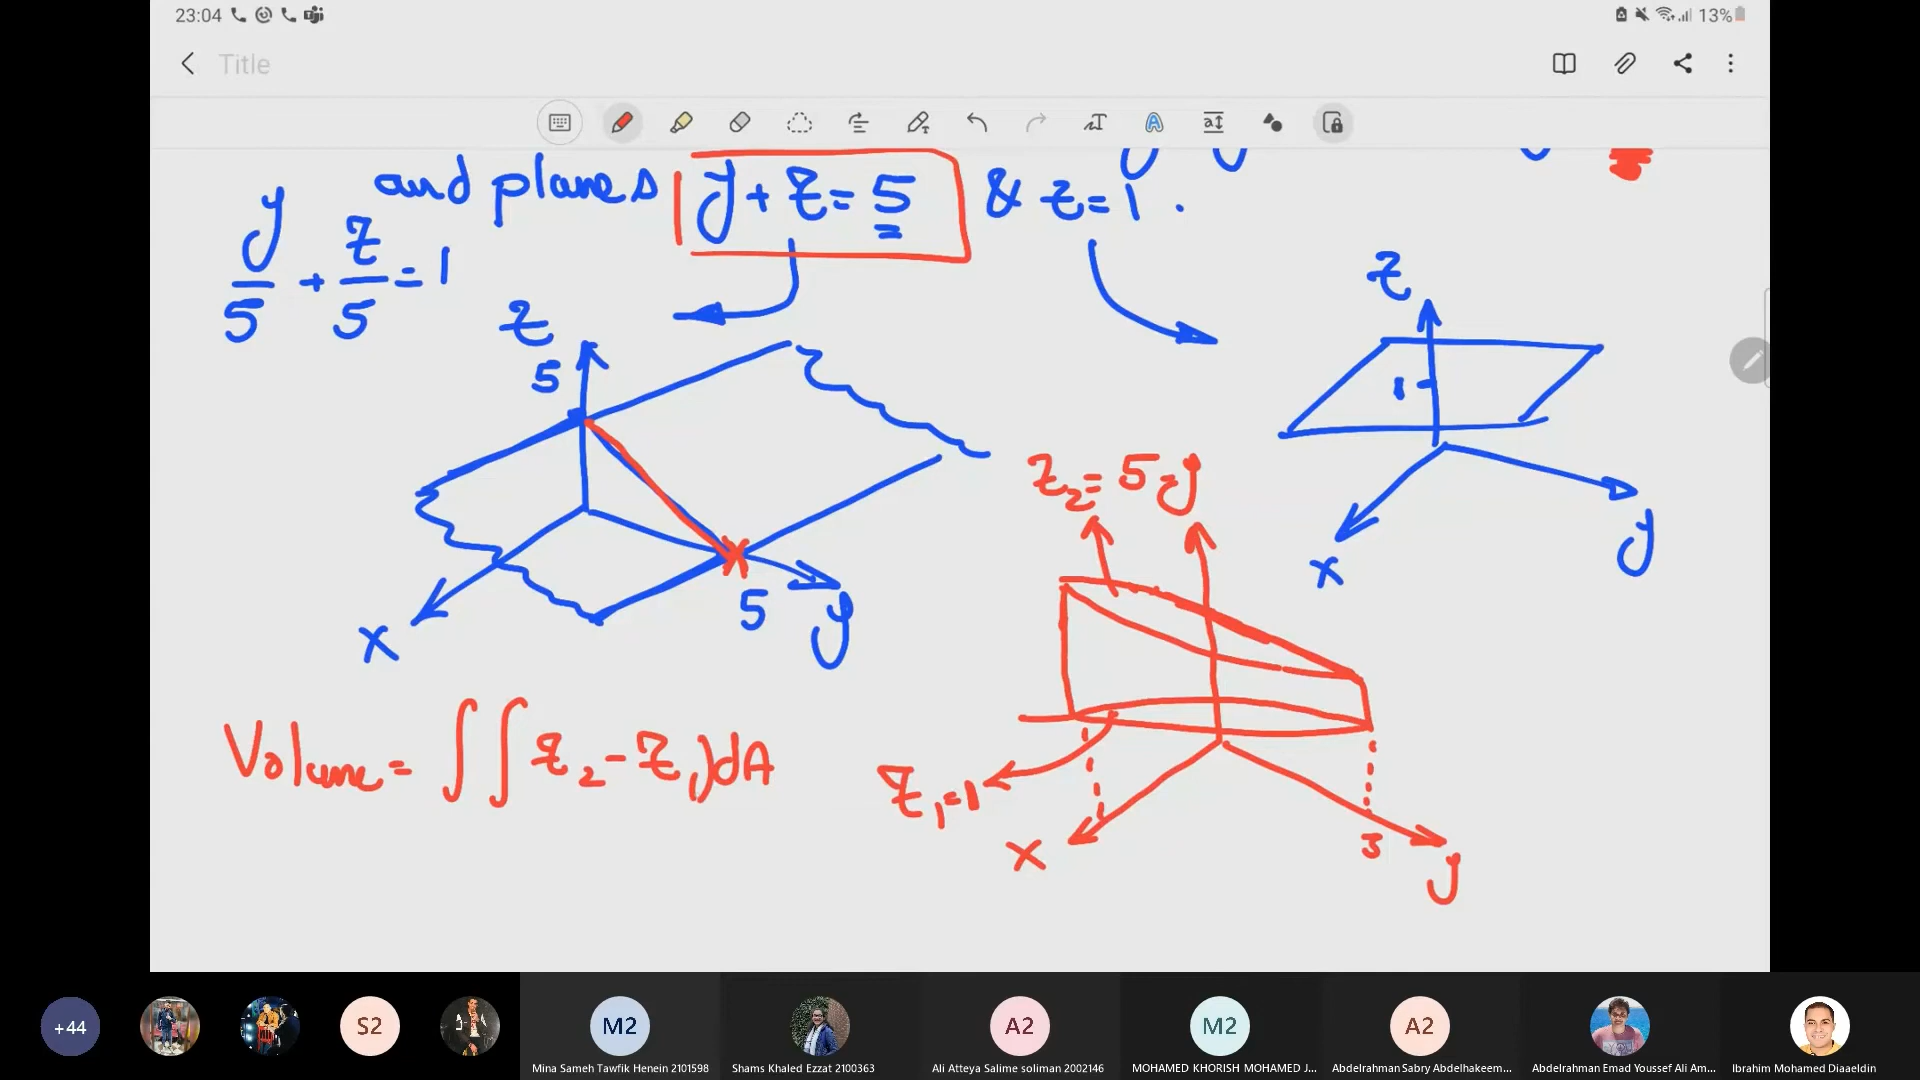 23:04 13%
Title
and planes y + z = 5 & z = 1 .
y/5 + z/5 = 1
z
5
5
y
x
z
1
y
x
z₂ = 5 - y
z₁ = 1
x
3
y
Volume = ∫∫ z₂ - z₁) dA
+44
S2
M2
A2
M2
A2
Mina Sameh Tawfik Henein 2101598
Shams Khaled Ezzat 2100363
Ali Atteya Salime soliman 2002146
MOHAMED KHORISH MOHAMED J...
Abdelrahman Sabry Abdelhakeem...
Abdelrahman Emad Youssef Ali Am...
Ibrahim Mohamed Diaaeldin